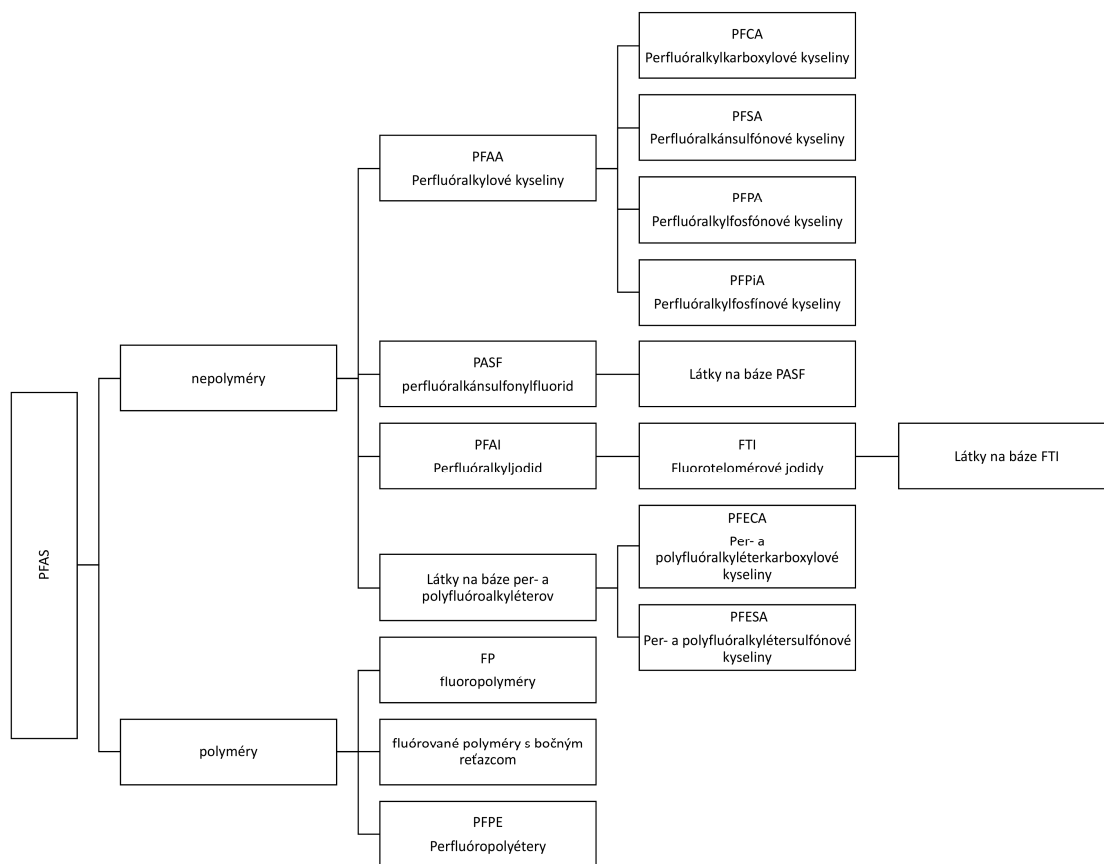 PFAS
nepolyméry
PFAA
Perfluóralkylové kyseliny
PFCA
Perfluóralkylkarboxylové kyseliny
PFSA
Perfluóralkánsulfónové kyseliny
PFPA
Perfluóralkylfosfónové kyseliny
PFPiA
Perfluóralkylfosfínové kyseliny
PASF
perfluóralkánsulfonylfluorid
Látky na báze PASF
PFAI
Perfluóralkyljodid
FTI
Fluorotelomérové jodidy
Látky na báze FTI
Látky na báze per- a
polyfluóroalkyléterov
PFECA
Per- a
polyfluóralkyléterkarboxylové
kyseliny
PFESA
Per- a polyfluóralkylétersulfónové
kyseliny
polyméry
FP
fluoropolyméry
fluórované polyméry s bočným
reťazcom
PFPE
Perfluóropolyétery